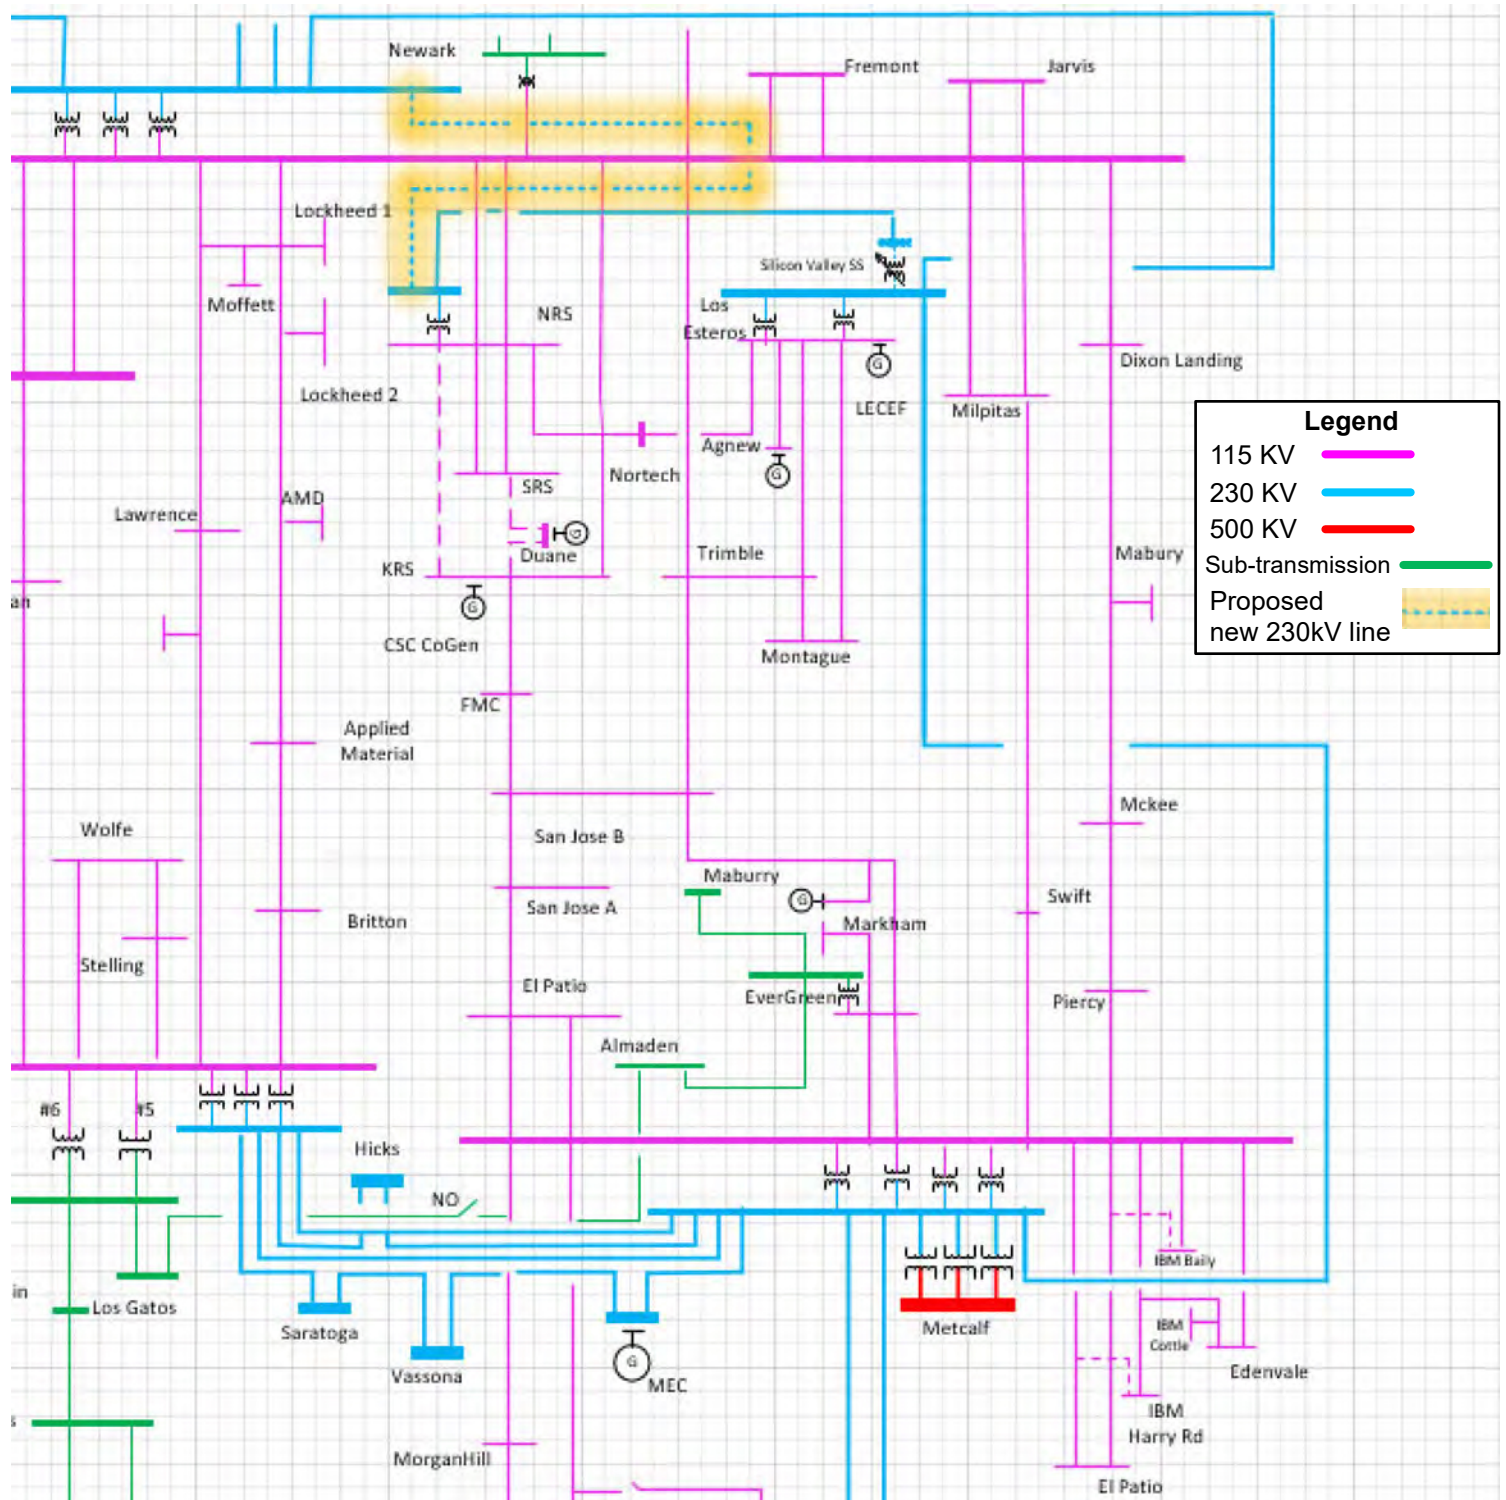 Newark
Fremont
Jarvis
Lockheed 1
Silicon Valley SS
Moffett
NRS
Los
Esteros
G
Dixon Landing
Lockheed 2
LECEF
Milpitas
Legend
115 KV
230 KV
500 KV
Sub-transmission
Proposed
new 230kV line
Agnew
G
Nortech
SRS
AMD
Lawrence
G
Duane
Trimble
Mabury
KRS
an
G
CSC CoGen
Montague
FMC
Applied
Material
Mckee
Wolfe
San Jose B
Maburry
G
Swift
San Jose A
Markham
Britton
Stelling
El Patio
EverGreen
Piercy
Almaden
#6
#5
Hicks
NO
IBM Baily
in
Los Gatos
Saratoga
Metcalf
IBM
Cottle
G
Vassona
MEC
Edenvale
s
IBM
Harry Rd
MorganHill
El Patio